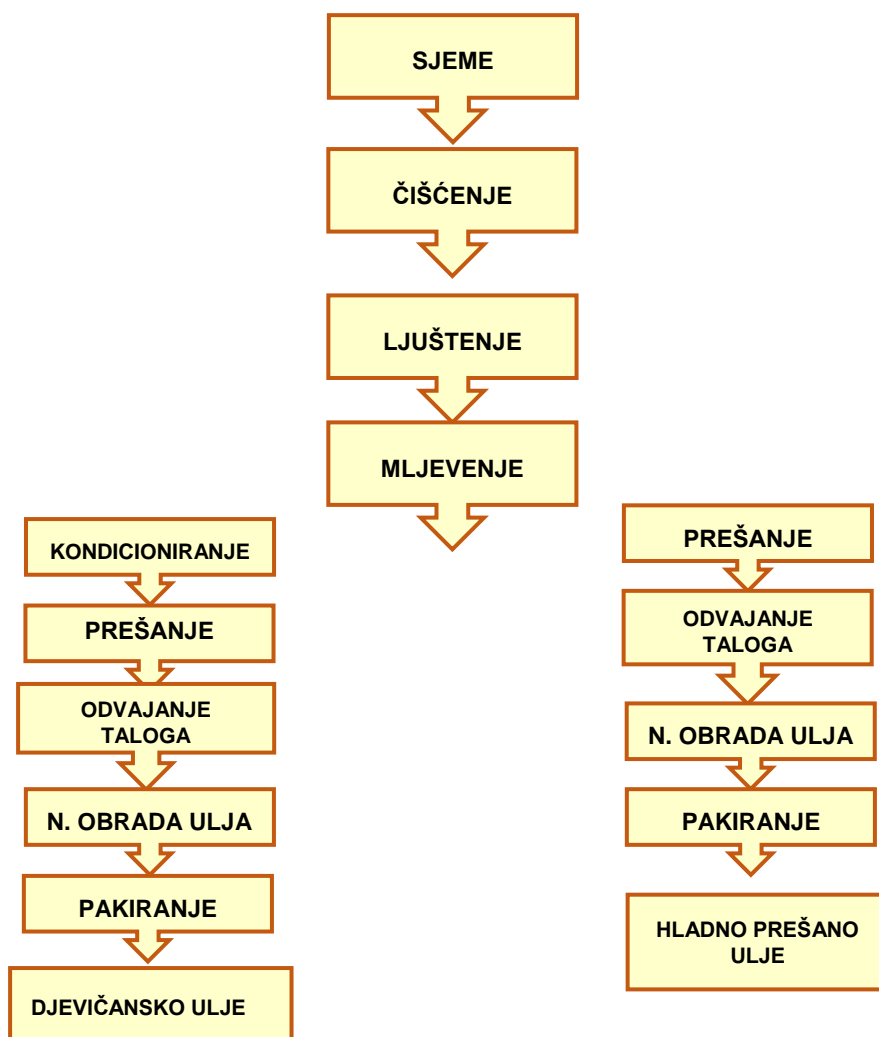 SJEME
ČIŠĆENJE
LJUŠTENJE
MLJEVENJE
KONDICIONIRANJE
PREŠANJE
ODVAJANJE
TALOGA
N. OBRADA ULJA
PAKIRANJE
DJEVIČANSKO ULJE
PREŠANJE
ODVAJANJE
TALOGA
N. OBRADA ULJA
PAKIRANJE
HLADNO PREŠANO
ULJE